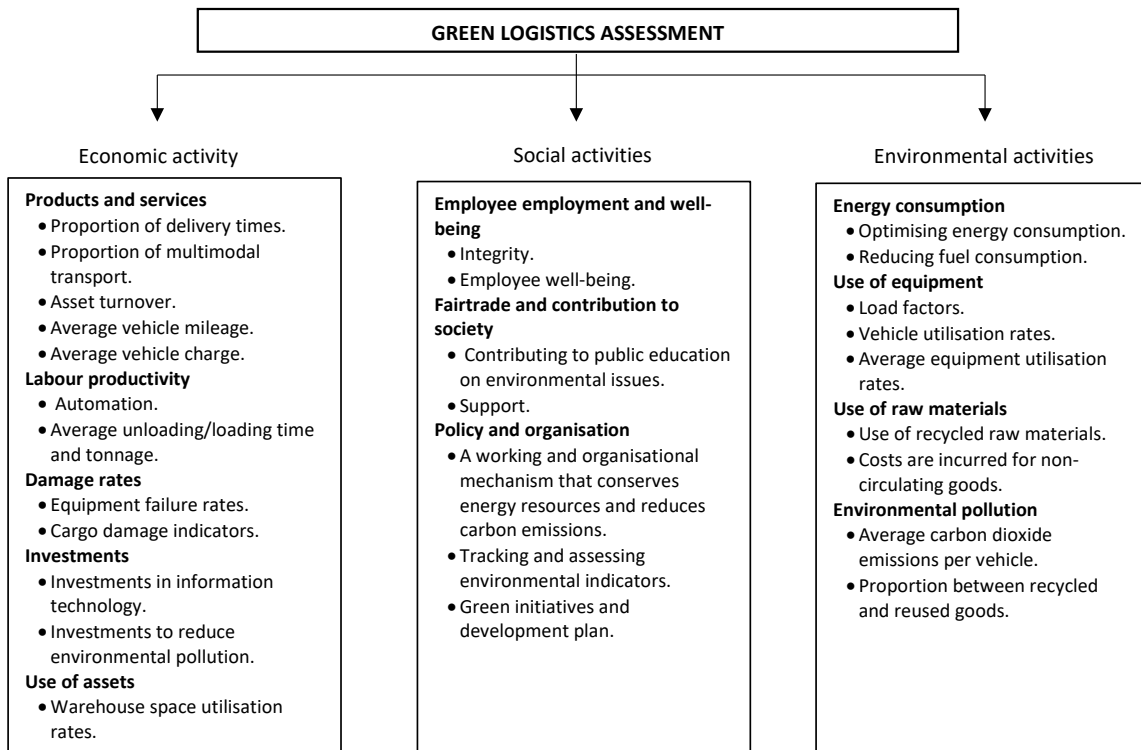 GREEN LOGISTICS ASSESSMENT
Economic activity
Products and services
• Proportion of delivery times.
• Proportion of multimodal
transport.
• Asset turnover.
• Average vehicle mileage.
• Average vehicle charge.
Labour productivity
• Automation.
• Average unloading/loading time
and tonnage.
Damage rates
• Equipment failure rates.
• Cargo damage indicators.
Investments
• Investments in information
technology.
• Investments to reduce
environmental pollution.
Use of assets
• Warehouse space utilisation
rates.
Social activities
Employee employment and well-
being
• Integrity.
• Employee well-being.
Fairtrade and contribution to
society
• Contributing to public education
on environmental issues.
• Support.
Policy and organisation
• A working and organisational
mechanism that conserves
energy resources and reduces
carbon emissions.
• Tracking and assessing
environmental indicators.
• Green initiatives and
development plan.
Environmental activities
Energy consumption
• Optimising energy consumption.
• Reducing fuel consumption.
Use of equipment
• Load factors.
• Vehicle utilisation rates.
• Average equipment utilisation
rates.
Use of raw materials
• Use of recycled raw materials.
• Costs are incurred for non-
circulating goods.
Environmental pollution
• Average carbon dioxide
emissions per vehicle.
• Proportion between recycled
and reused goods.